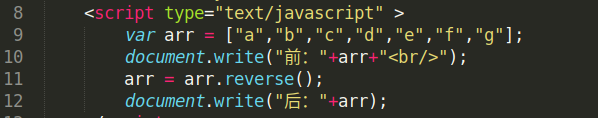 8 <script type="text/javascript" >
9 var arr = ["a","b","c","d","e","f","g"];
10 document.write("前："+arr+"<br/>");
11 arr = arr.reverse();
12 document.write("后："+arr);